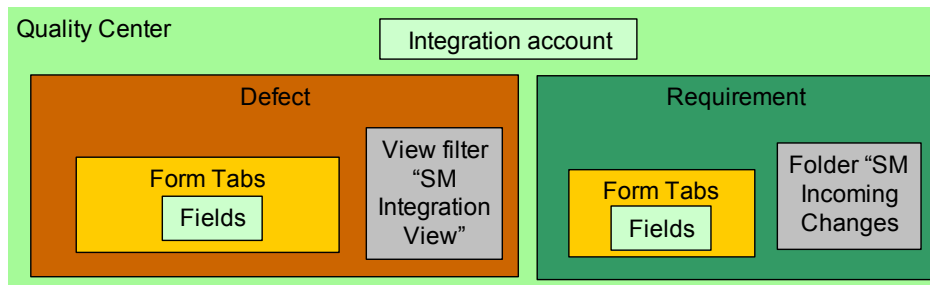 Quality Center
Integration account
Defect
Form Tabs
Fields
View filter
“SM
Integration
View”
Requirement
Form Tabs
Fields
Folder “SM
Incoming
Changes